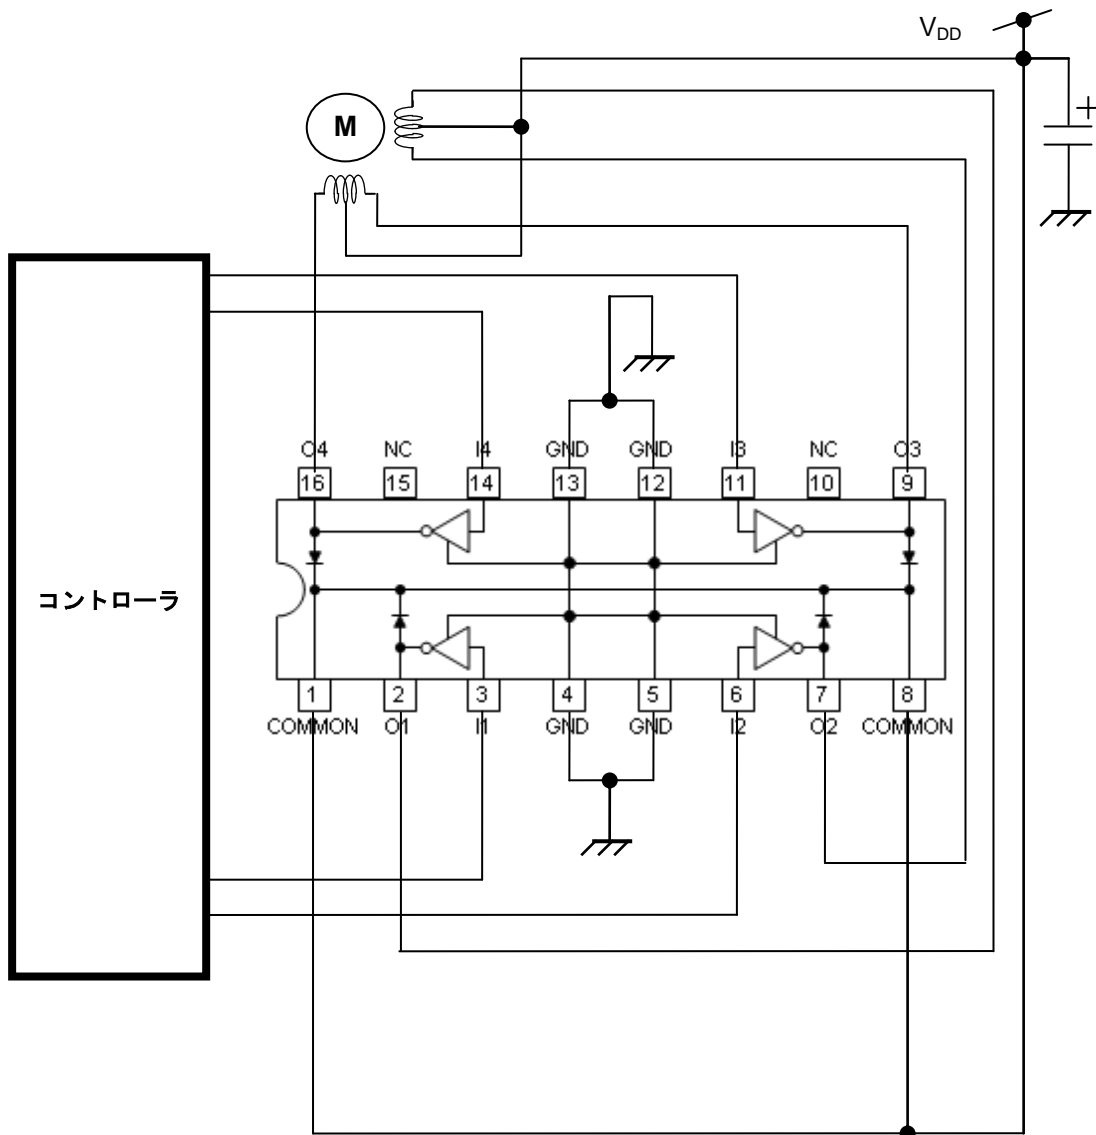 V_DD
+
M
O4 NC I4 GND GND I3 NC O3
16 15 14 13 12 11 10 9
コントローラ
1 2 3 4 5 6 7 8
COMMON O1 I1 GND GND I2 O2 COMMON